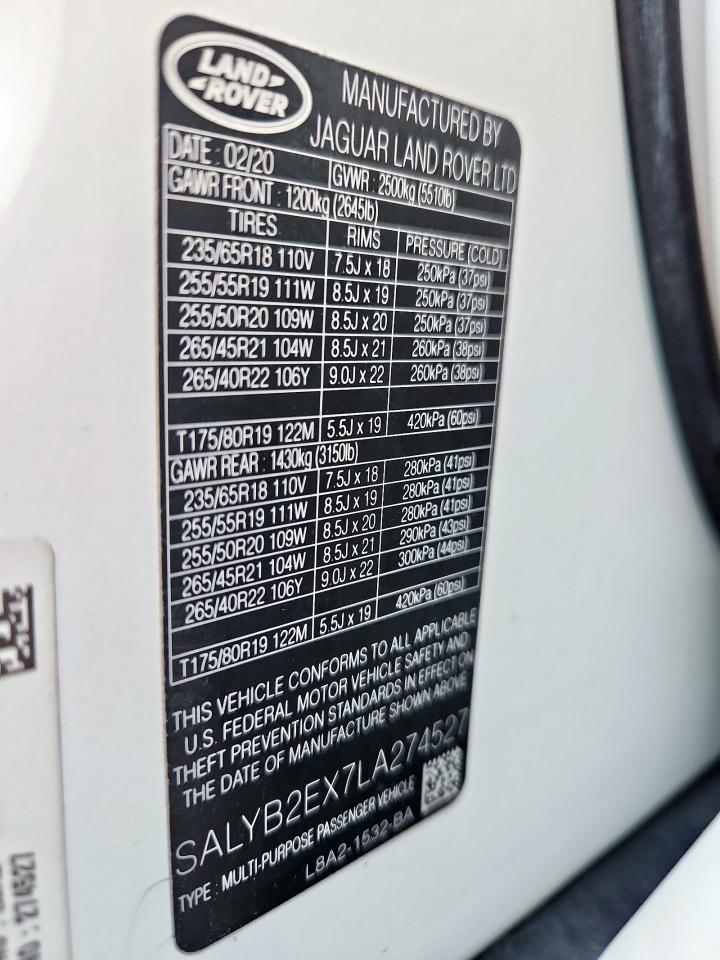 LAND
ROVER
MANUFACTURED BY
JAGUAR LAND ROVER LTD
DATE : 02/20 GVWR : 2500kg (5510lb)
GAWR FRONT : 1200kg (2645lb)
TIRES RIMS PRESSURE (COLD)
235/65R18 110V 7.5J x 18 250kPa (37psi)
255/55R19 111W 8.5J x 19 250kPa (37psi)
255/50R20 109W 8.5J x 20 250kPa (37psi)
265/45R21 104W 8.5J x 21 260kPa (38psi)
265/40R22 106Y 9.0J x 22 260kPa (38psi)
T175/80R19 122M 5.5J x 19 420kPa (60psi)
GAWR REAR : 1430kg (3150lb)
235/65R18 110V 7.5J x 18 280kPa (41psi)
255/55R19 111W 8.5J x 19 280kPa (41psi)
255/50R20 109W 8.5J x 20 280kPa (41psi)
265/45R21 104W 8.5J x 21 290kPa (43psi)
265/40R22 106Y 9.0J x 22 300kPa (44psi)
T175/80R19 122M 5.5J x 19 420kPa (60psi)
THIS VEHICLE CONFORMS TO ALL APPLICABLE
U.S. FEDERAL MOTOR VEHICLE SAFETY AND
THEFT PREVENTION STANDARDS IN EFFECT ON
THE DATE OF MANUFACTURE SHOWN ABOVE
SALYB2EX7LA274527
TYPE : MULTI-PURPOSE PASSENGER VEHICLE
L8A2-1532-BA
: 274527